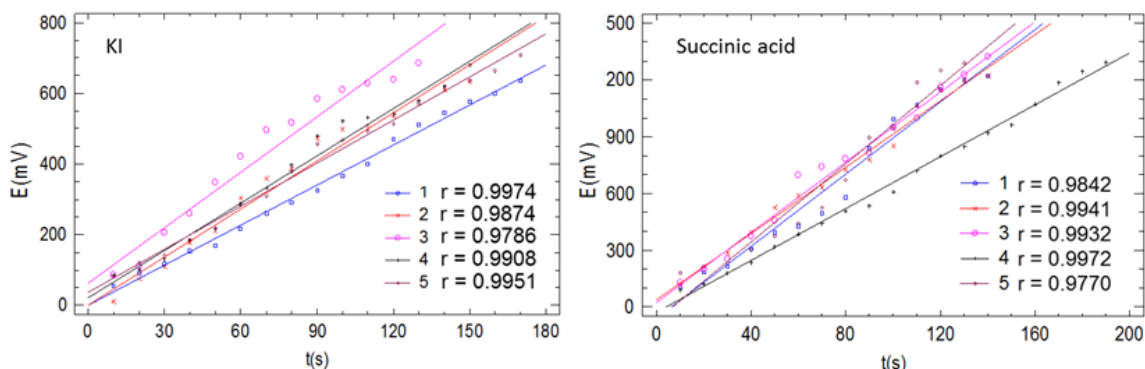 KI
E (mV)
800
600
400
200
0
1 r = 0.9974
2 r = 0.9874
3 r = 0.9786
4 r = 0.9908
5 r = 0.9951
0 30 60 90 120 150 180
t(s)
Succinic acid
E (mV)
500
200
900
600
300
0
1 r = 0.9842
2 r = 0.9941
3 r = 0.9932
4 r = 0.9972
5 r = 0.9770
0 40 80 120 160 200
t(s)